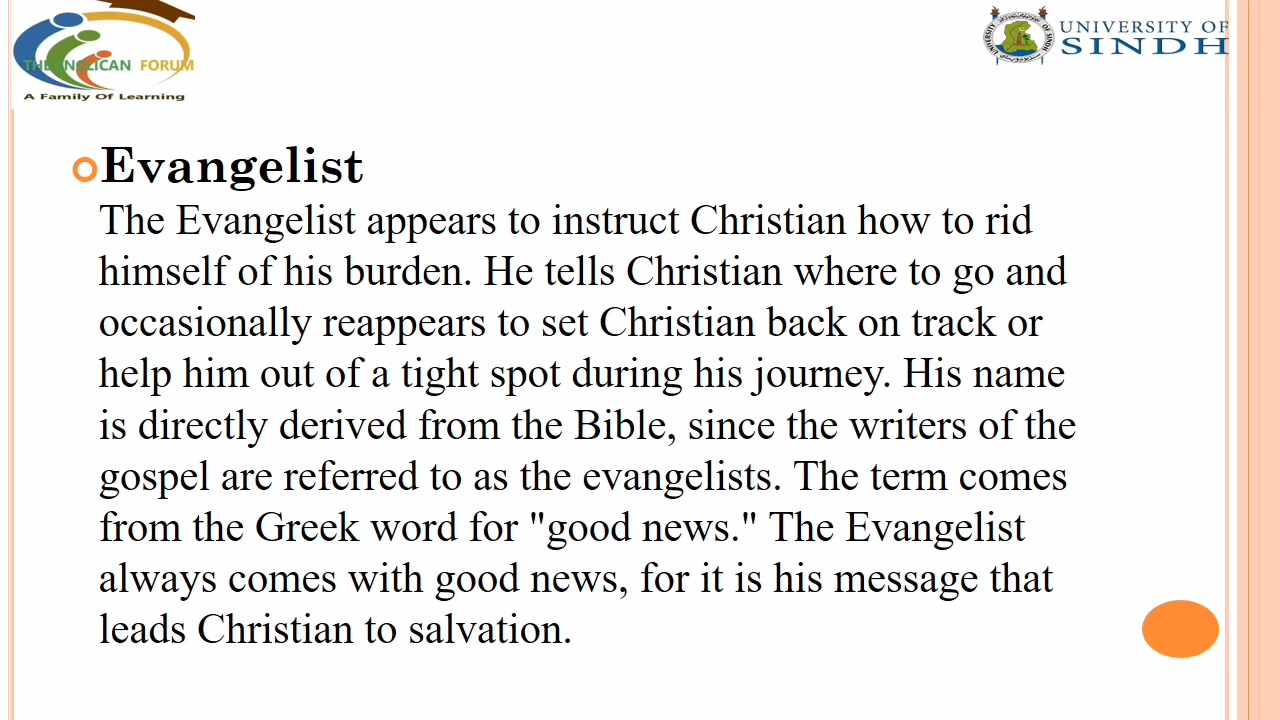 THE ANGLICAN FORUM
A Family Of Learning
UNIVERSITY OF
SINDH
Evangelist
The Evangelist appears to instruct Christian how to rid
himself of his burden. He tells Christian where to go and
occasionally reappears to set Christian back on track or
help him out of a tight spot during his journey. His name
is directly derived from the Bible, since the writers of the
gospel are referred to as the evangelists. The term comes
from the Greek word for "good news." The Evangelist
always comes with good news, for it is his message that
leads Christian to salvation.